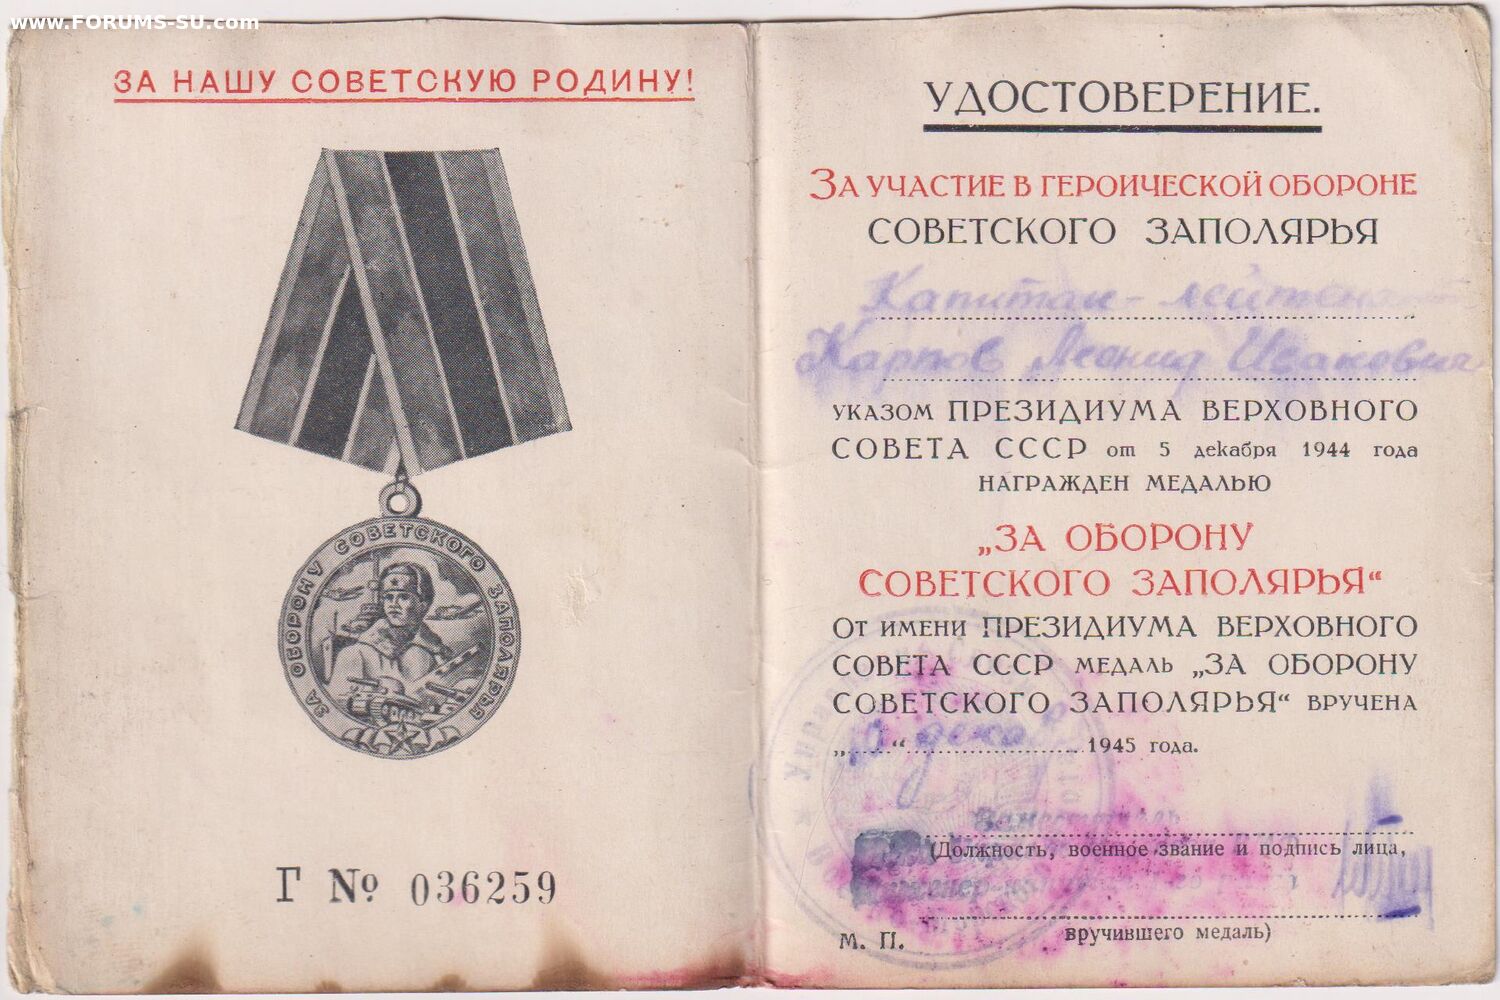 www.FORUMS-SU.com
ЗА НАШУ СОВЕТСКУЮ РОДИНУ!
ЗА ОБОРОНУ СОВЕТСКОГО ЗАПОЛЯРЬЯ
Г № 036259
УДОСТОВЕРЕНИЕ.
ЗА УЧАСТИЕ В ГЕРОИЧЕСКОЙ ОБОРОНЕ
СОВЕТСКОГО ЗАПОЛЯРЬЯ
Капитан-лейтенант
Карпов Леонид Исакович
УКАЗОМ ПРЕЗИДИУМА ВЕРХОВНОГО
СОВЕТА СССР от 5 декабря 1944 года
НАГРАЖДЕН МЕДАЛЬЮ
„ЗА ОБОРОНУ
СОВЕТСКОГО ЗАПОЛЯРЬЯ“
ОТ ИМЕНИ ПРЕЗИДИУМА ВЕРХОВНОГО
СОВЕТА СССР МЕДАЛЬ „ЗА ОБОРОНУ
СОВЕТСКОГО ЗАПОЛЯРЬЯ“ ВРУЧЕНА
1945 года.
Заместитель
(Должность, военное звание и подпись лица,
М. П. вручившего медаль)